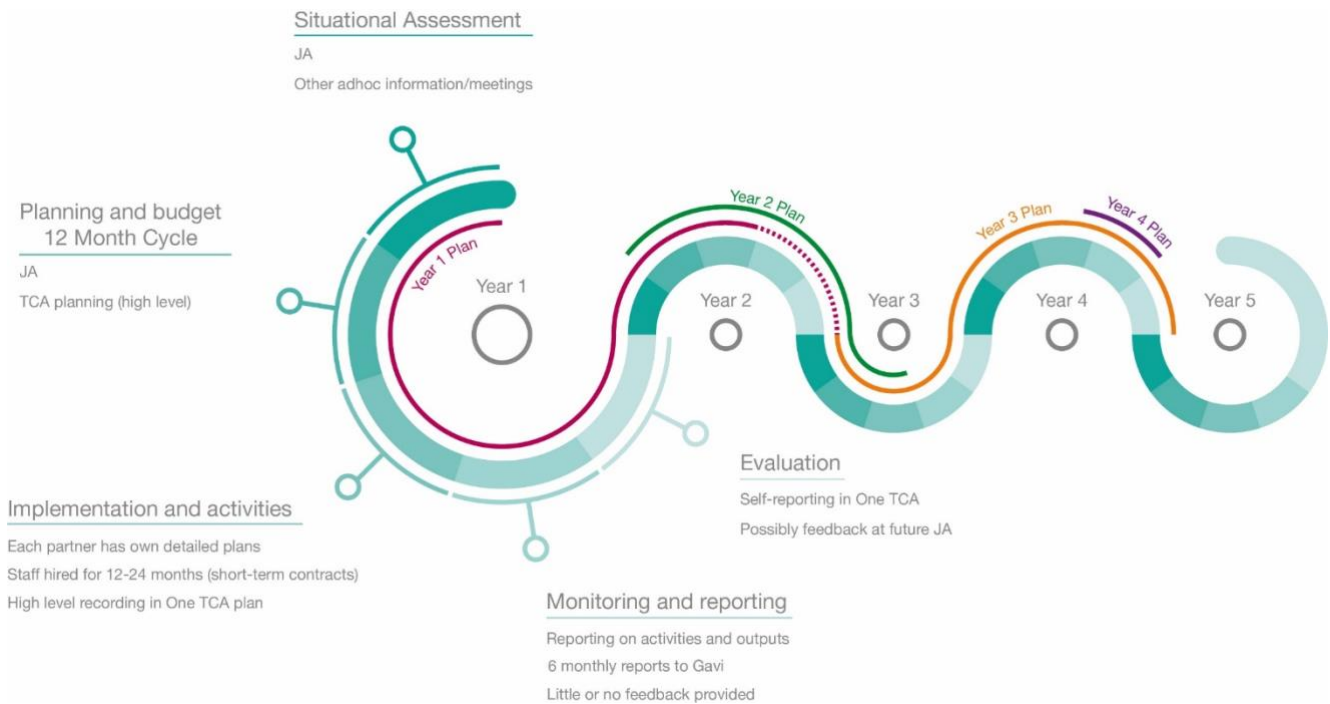 Situational Assessment
JA
Other adhoc information/meetings
Planning and budget
12 Month Cycle
JA
TCA planning (high level)
Year 1 Plan
Year 1
Year 2 Plan
Year 2
Year 3
Year 3 Plan
Year 4 Plan
Year 4
Year 5
Implementation and activities
Each partner has own detailed plans
Staff hired for 12-24 months (short-term contracts)
High level recording in One TCA plan
Evaluation
Self-reporting in One TCA
Possibly feedback at future JA
Monitoring and reporting
Reporting on activities and outputs
6 monthly reports to Gavi
Little or no feedback provided